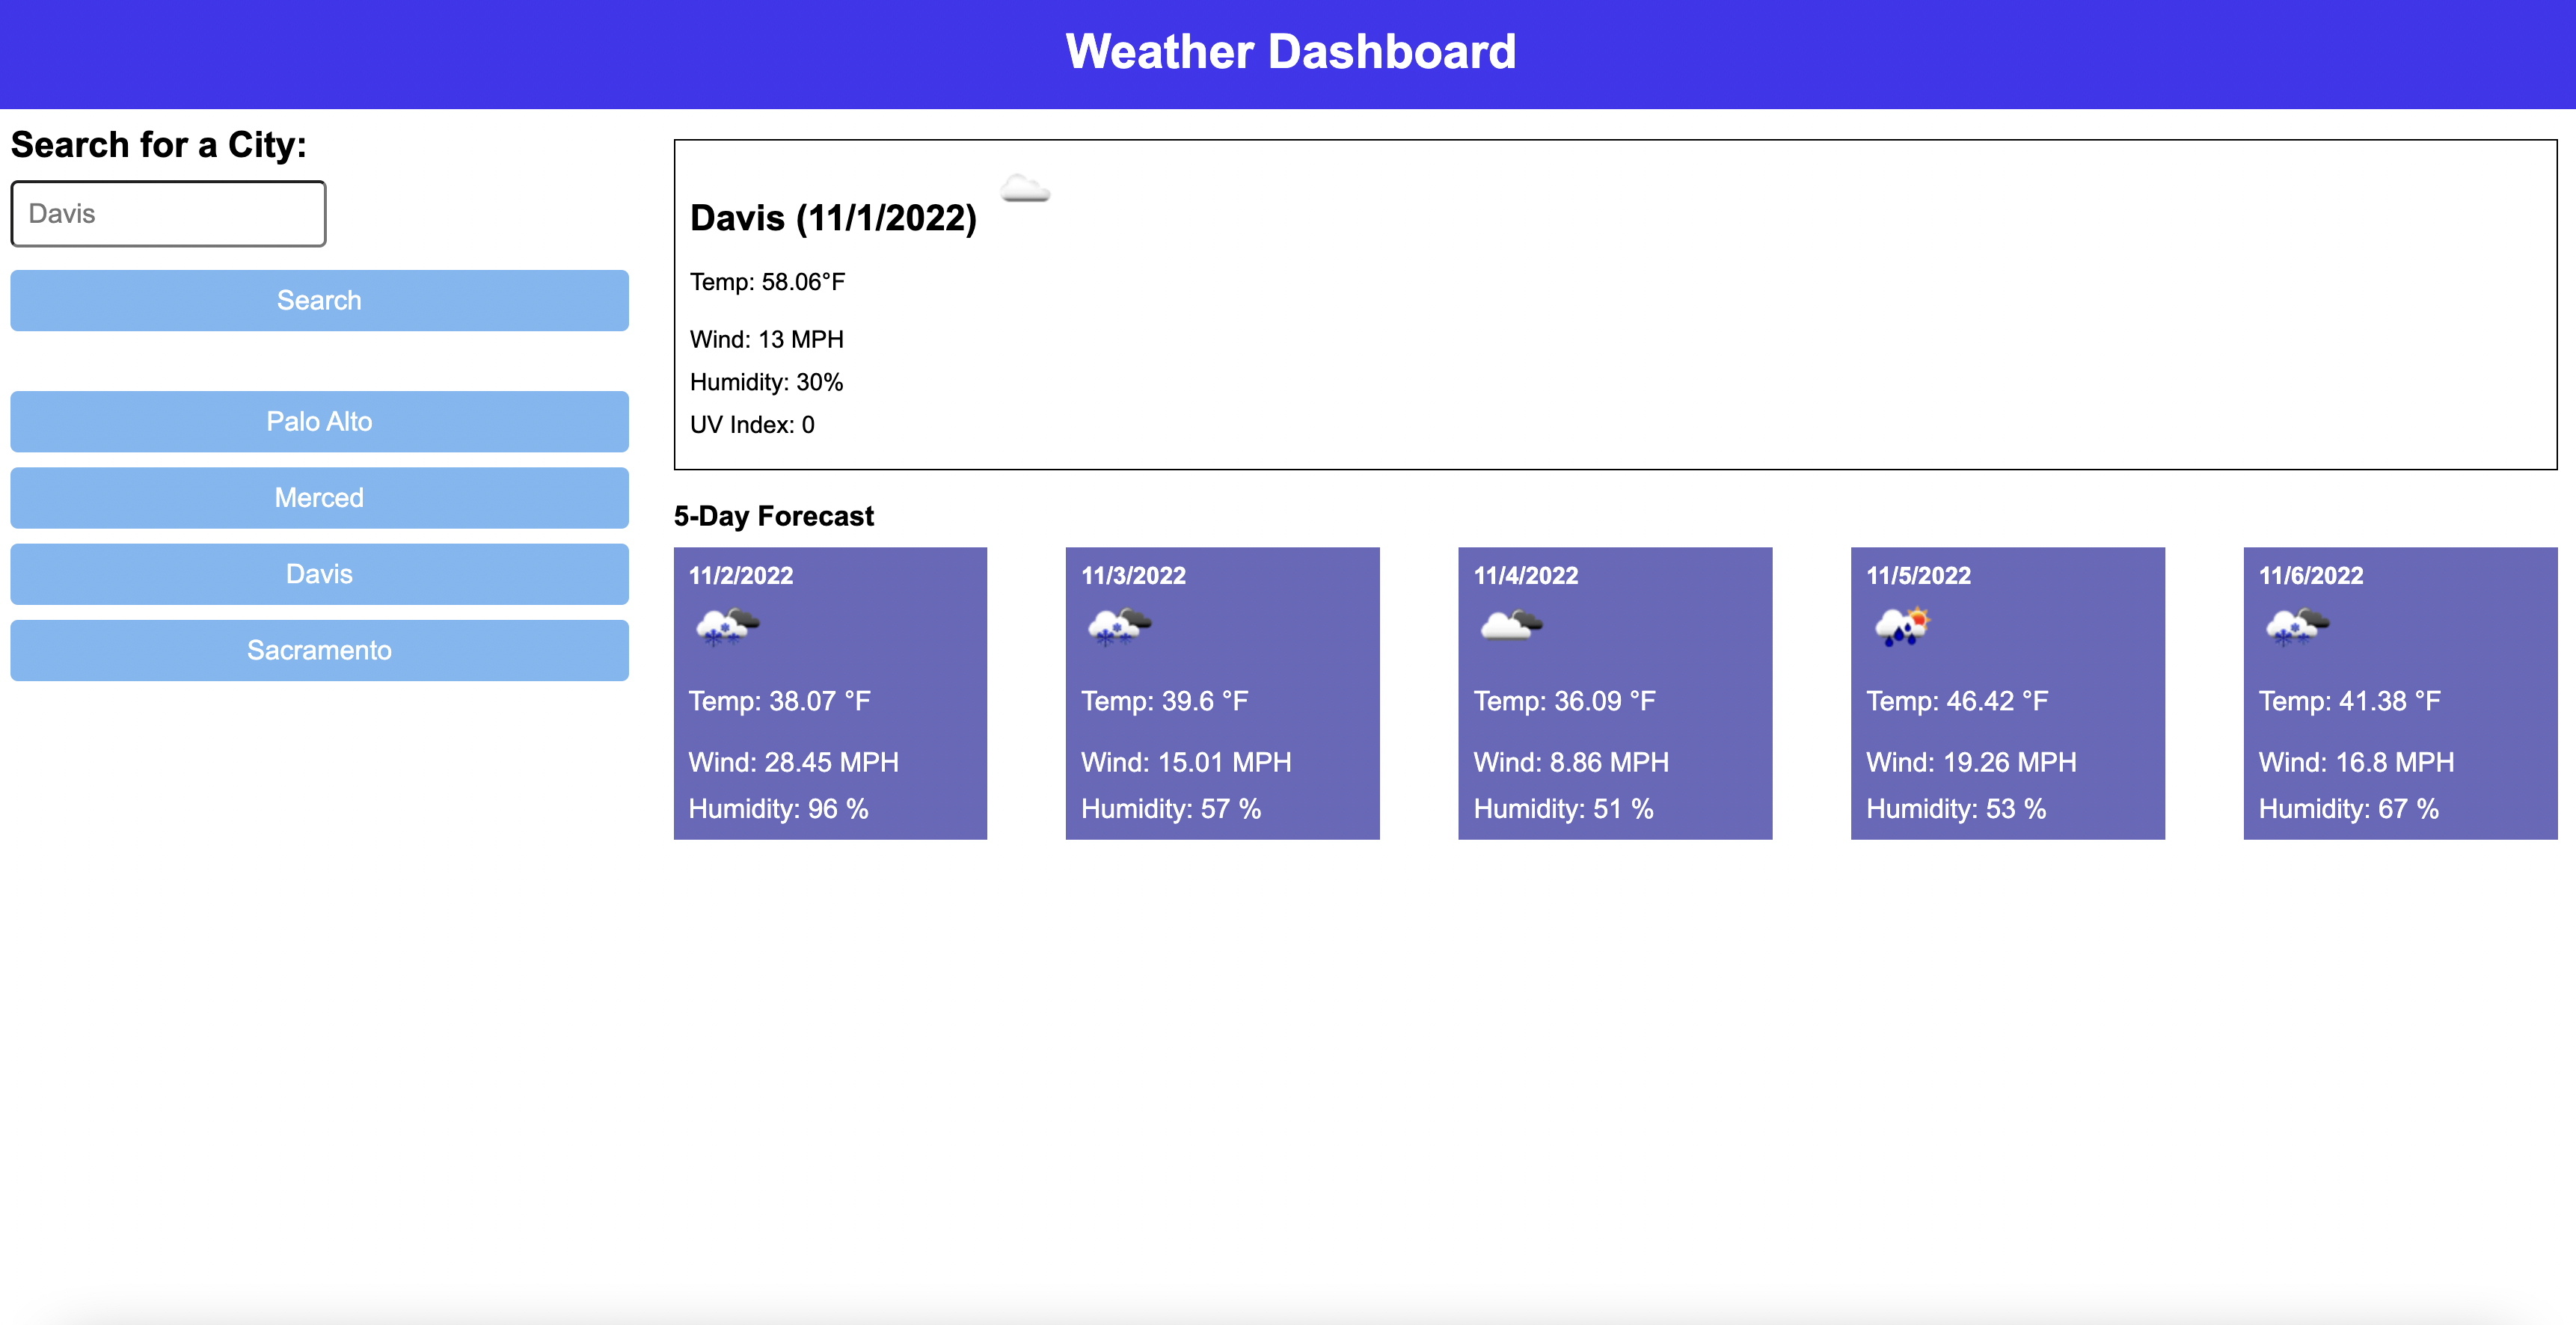 Weather Dashboard
Search for a City:
Davis
Search
Palo Alto
Merced
Davis
Sacramento
Davis (11/1/2022)
Temp: 58.06°F
Wind: 13 MPH
Humidity: 30%
UV Index: 0
5-Day Forecast
11/2/2022
Temp: 38.07 °F
Wind: 28.45 MPH
Humidity: 96 %
11/3/2022
Temp: 39.6 °F
Wind: 15.01 MPH
Humidity: 57 %
11/4/2022
Temp: 36.09 °F
Wind: 8.86 MPH
Humidity: 51 %
11/5/2022
Temp: 46.42 °F
Wind: 19.26 MPH
Humidity: 53 %
11/6/2022
Temp: 41.38 °F
Wind: 16.8 MPH
Humidity: 67 %